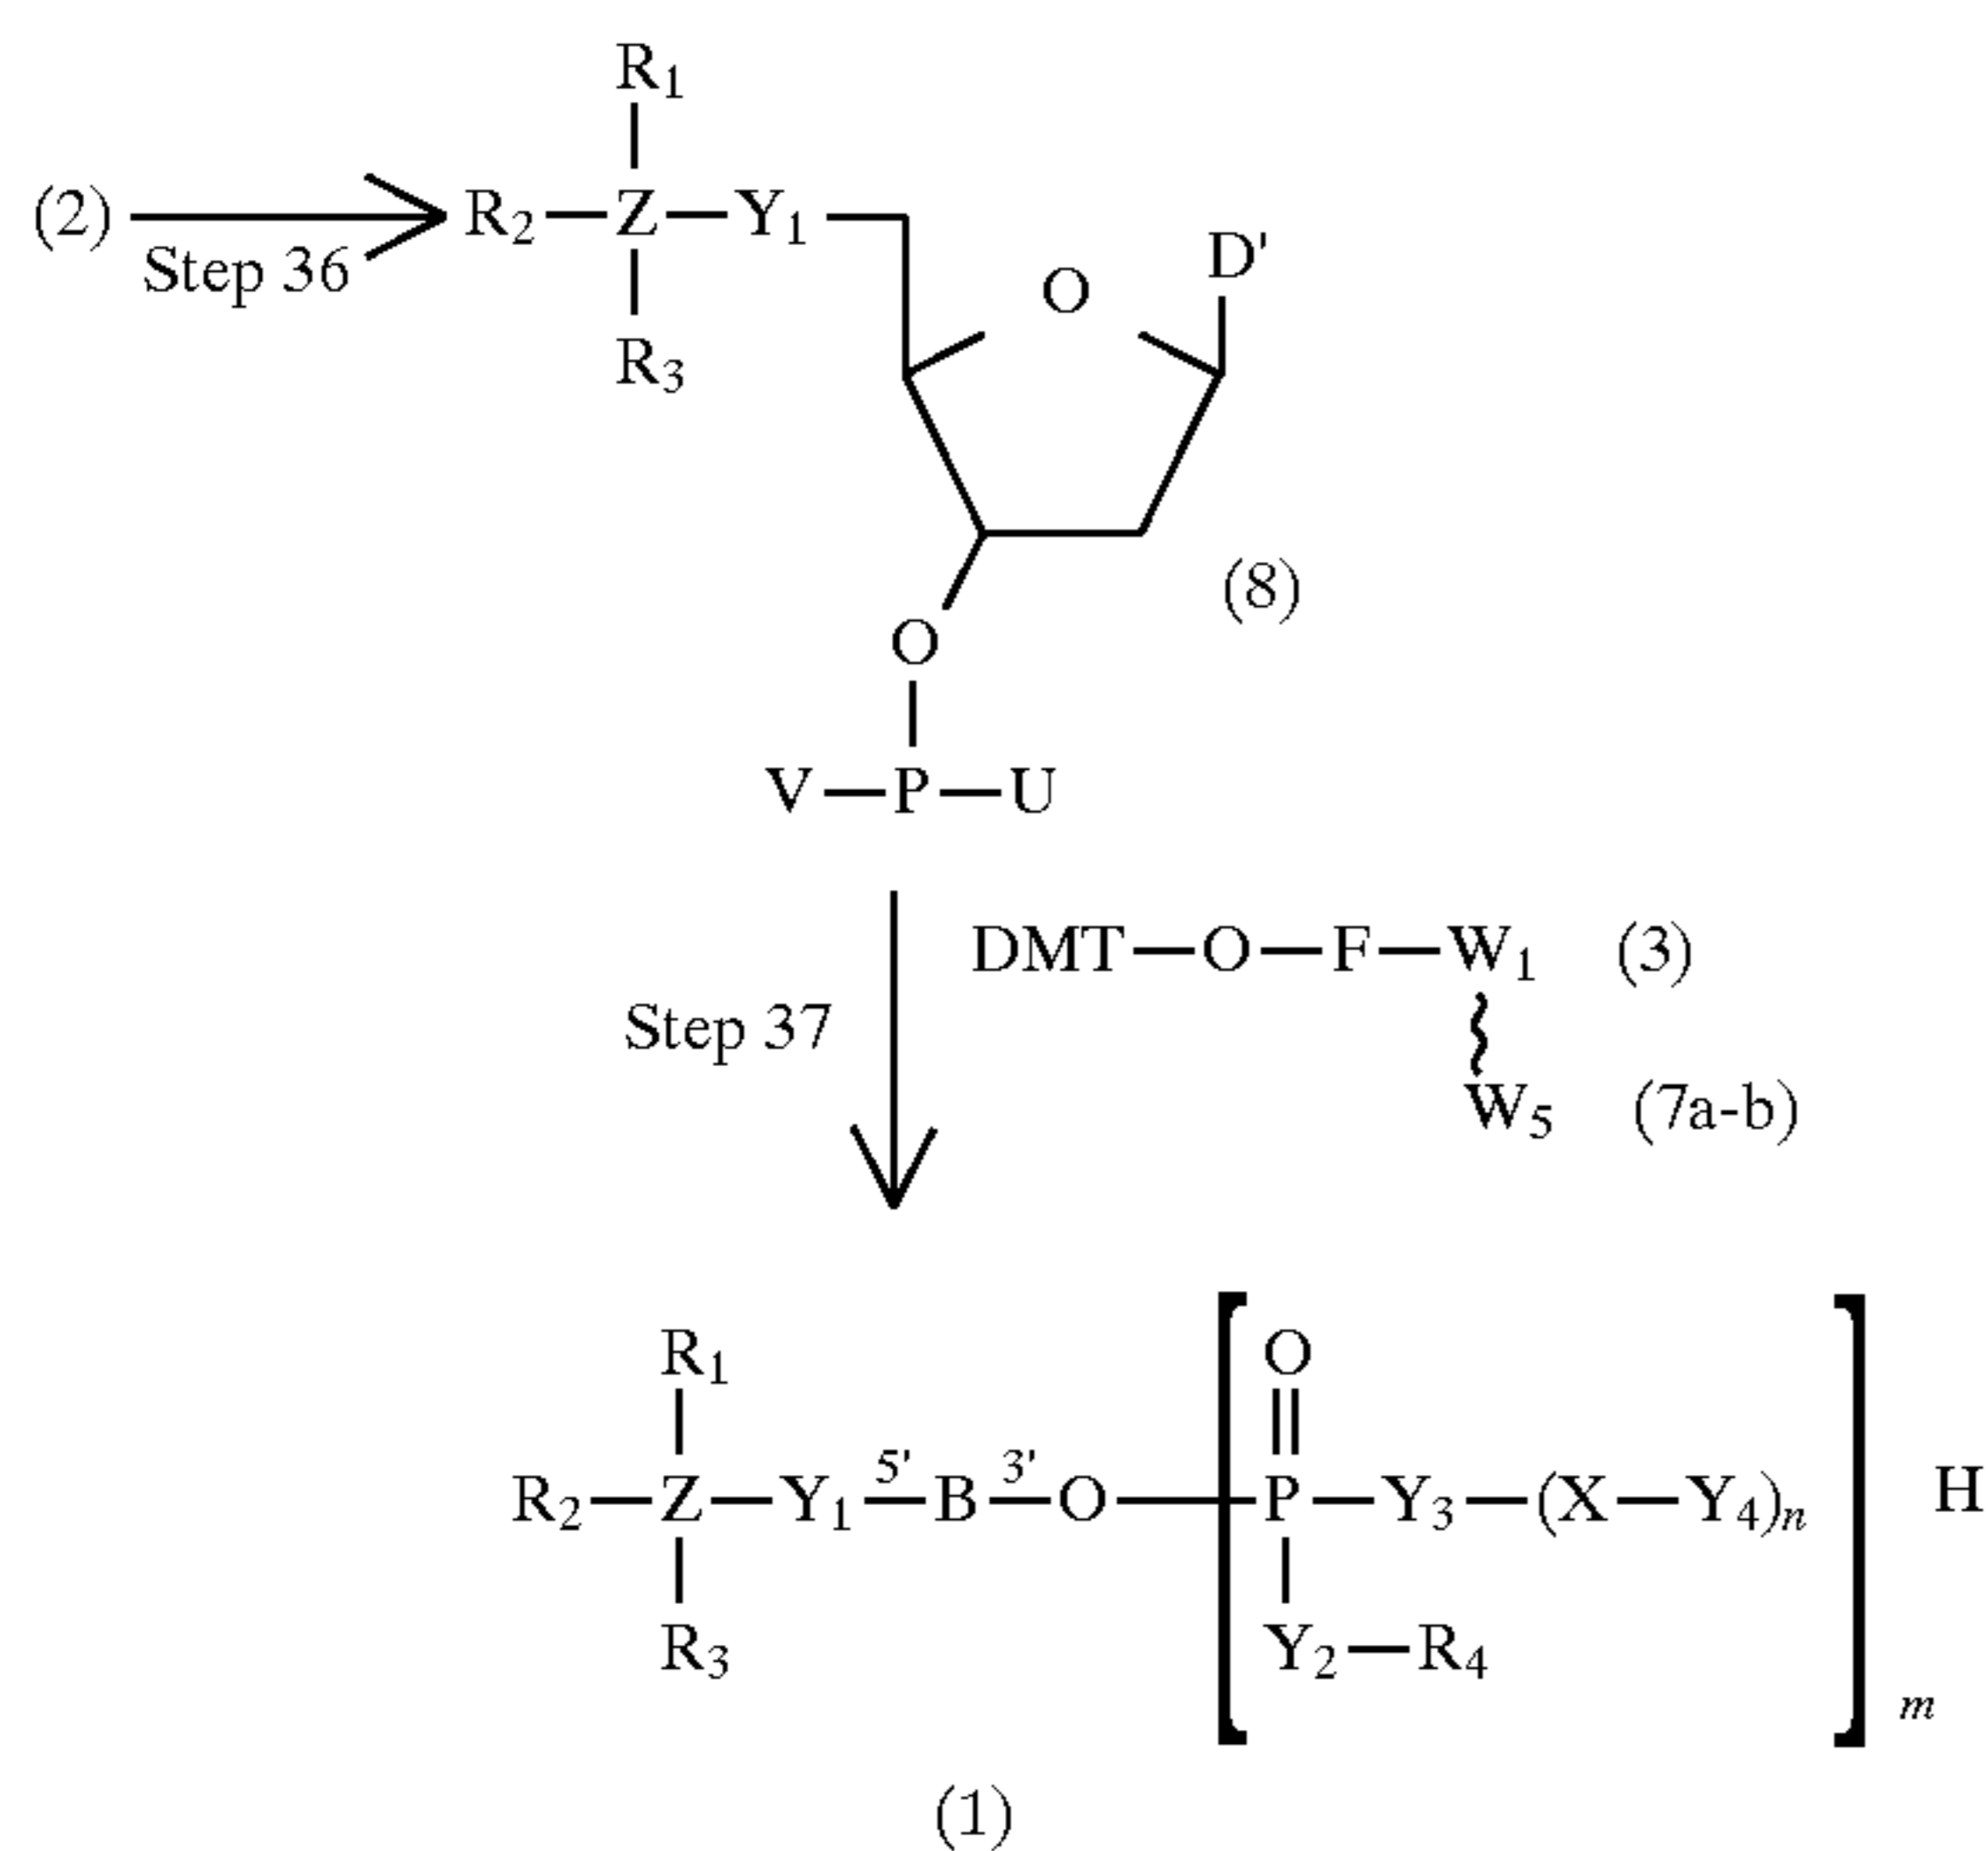 R₁
(2) R₂—Z—Y₁
Step 36
D'
O
R₃
(8)
O
V—P—U
DMT—O—F—W₁ (3)
Step 37
W₅ (7a-b)
R₁ O
5' 3'
R₂—Z—Y₁—B—O—P—Y₃—(X—Y₄)ₙ H
R₃ Y₂—R₄
m
(1)